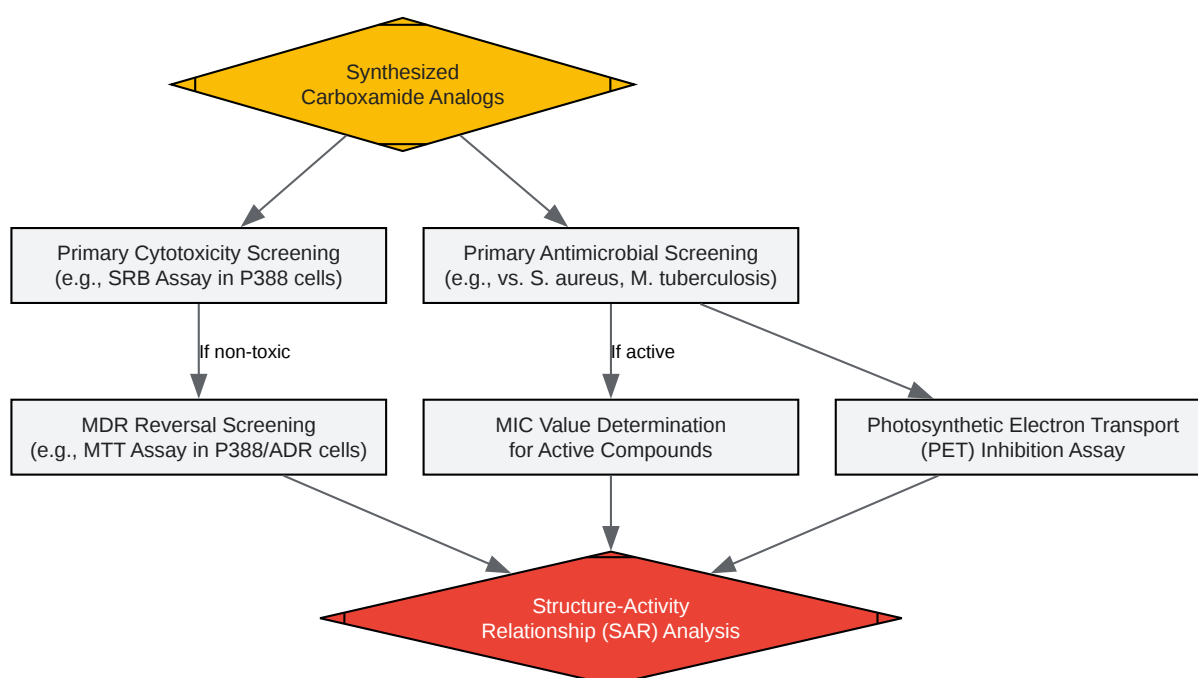 Synthesized
Carboxamide Analogs
Primary Cytotoxicity Screening
(e.g., SRB Assay in P388 cells)
Primary Antimicrobial Screening
(e.g., vs. S. aureus, M. tuberculosis)
If non-toxic
If active
MDR Reversal Screening
(e.g., MTT Assay in P388/ADR cells)
MIC Value Determination
for Active Compounds
Photosynthetic Electron Transport
(PET) Inhibition Assay
Structure-Activity
Relationship (SAR) Analysis